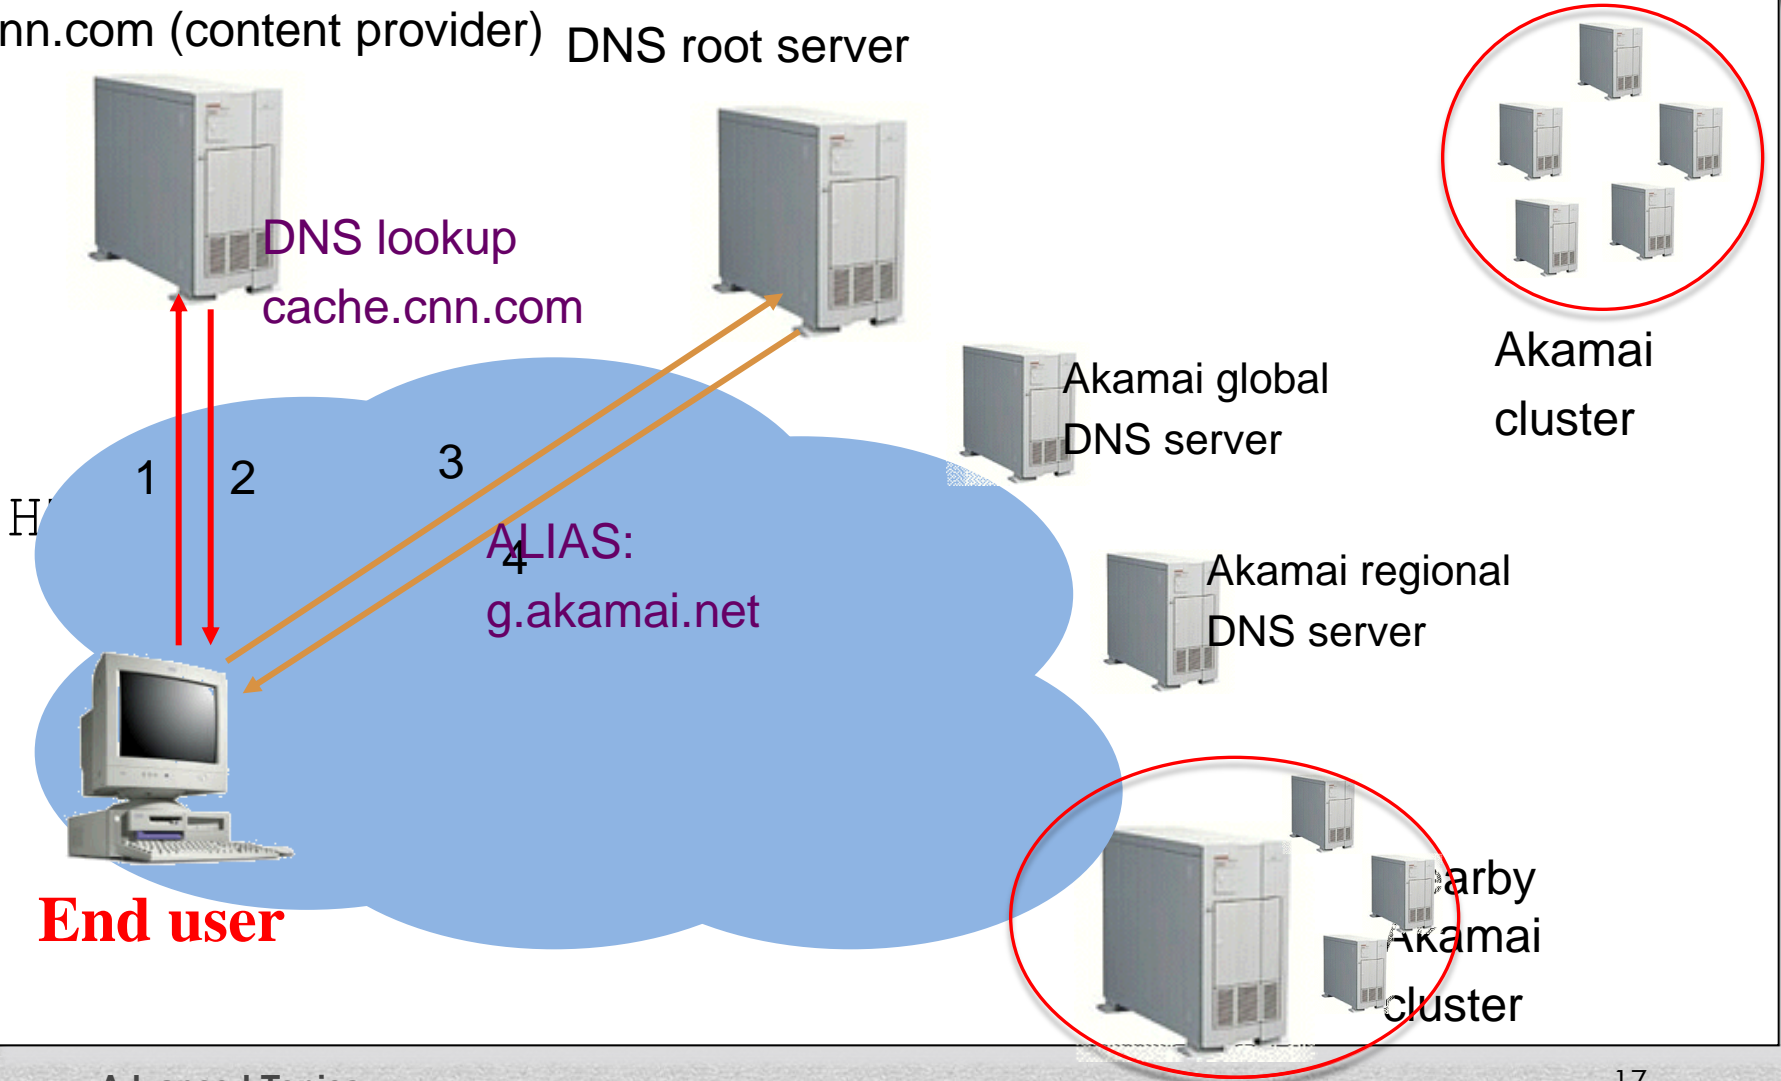 nn.com (content provider)
DNS root server
DNS lookup
cache.cnn.com
Akamai
cluster
Akamai global
DNS server
1
2
3
4
ALIAS:
g.akamai.net
Akamai regional
DNS server
End user
Akamai
cluster
17